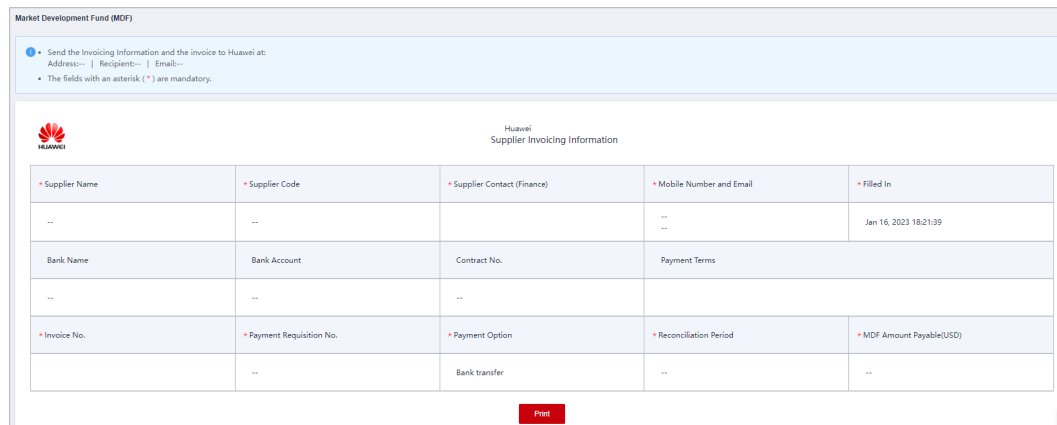 Market Development Fund (MDF)
• Send the Invoicing Information and the invoice to Huawei at:
Address:-- | Recipient:-- | Email:--
• The fields with an asterisk ( * ) are mandatory.
HUAWEI
Huawei
Supplier Invoicing Information
* Supplier Name
* Supplier Code
* Supplier Contact (Finance)
* Mobile Number and Email
* Filled In
--
--
--
--
Jan 16, 2023 18:21:39
Bank Name
Bank Account
Contract No.
Payment Terms
--
--
--
* Invoice No.
* Payment Requisition No.
* Payment Option
* Reconciliation Period
* MDF Amount Payable(USD)
--
Bank transfer
--
--
Print